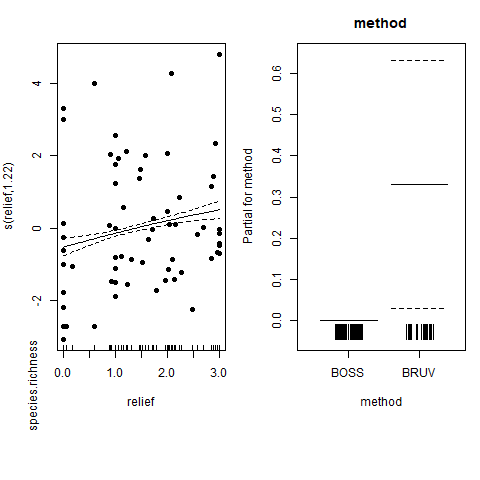 method
s(relief,1.22)
4
2
0
-2
0.0
1.0
2.0
3.0
relief
species.richness
Partial for method
0.6
0.5
0.4
0.3
0.2
0.1
0.0
BOSS
BRUV
method